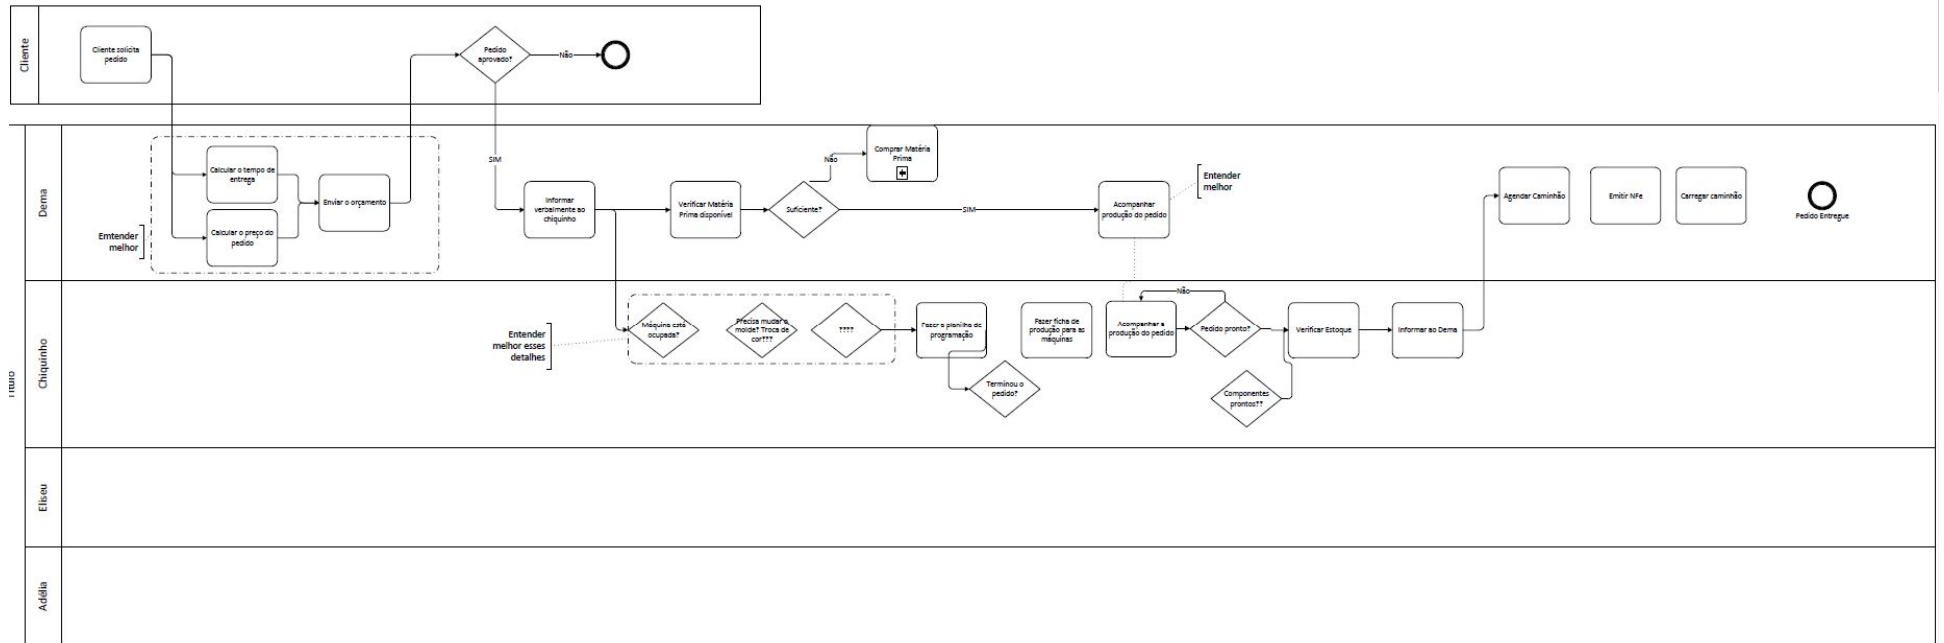 Cliente
Cliente solicita
pedido
Pedido
aprovado?
Não
SIM
Dema
Calcular o tempo de
entrega
Calcular o preço do
pedido
Enviar o orçamento
Emtender
melhor
Informar
verbalmente ao
chiquinho
Verificar Matéria
Prima disponível
Suficiente?
Não
Comprar Matéria
Prima
SIM
Acompanhar
produção do pedido
Entender
melhor
Agendar Caminhão
Emitir NFe
Carregar caminhão
Pedido Entregue
Chiquinho
Entender
melhor esses
detalhes
Máquina está
ocupada?
Precisa mudar o
molde? Troca de
cor???
????
Fazer a planilha de
programação
Terminou o
pedido?
Fazer ficha de
produção para as
máquinas
Não
Acompanhar a
produção do pedido
Pedido pronto?
Componentes
prontos??
Verificar Estoque
Informar ao Dema
Eliseu
Adélia